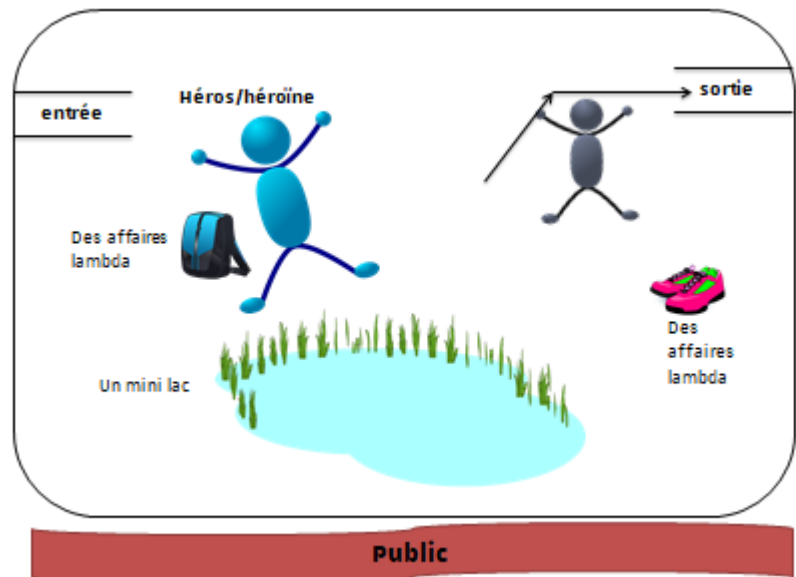 sortie
Héros/héroïne
entrée
Des affaires
lambda
Des
affaires
lambda
Un mini lac
Public